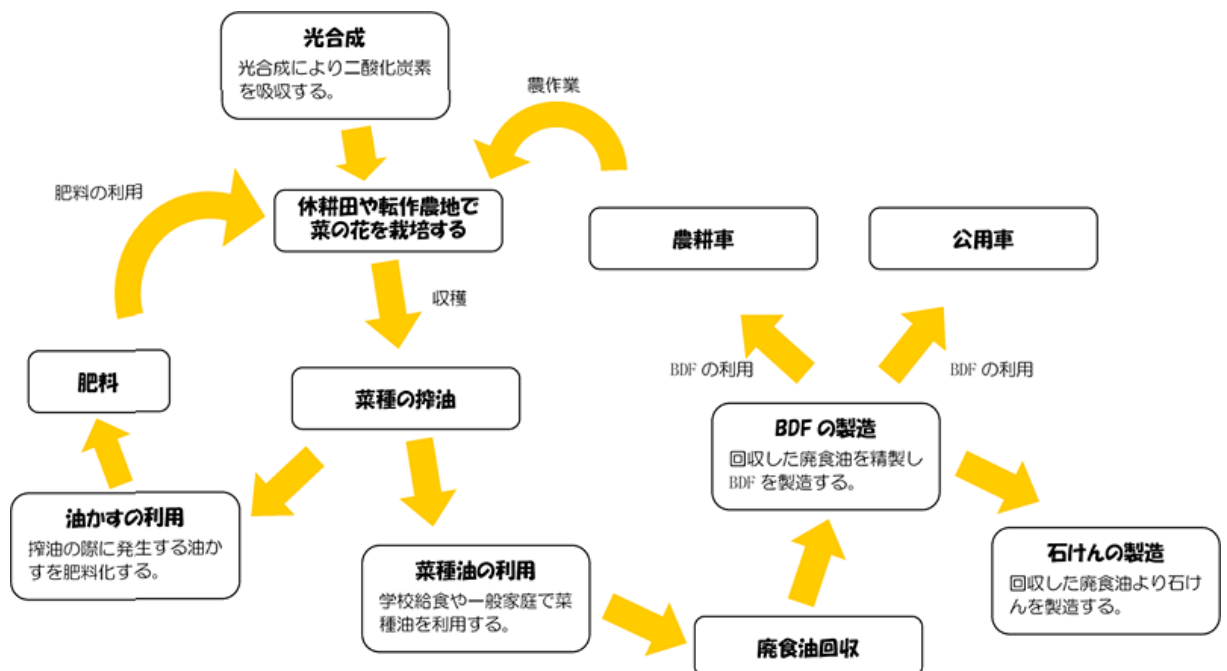 光合成
光合成により二酸化炭素
を吸収する。
農作業
肥料の利用
休耕田や転作農地で
菜の花を栽培する
農耕車
公用車
収穫
肥料
菜種の搾油
BDF の利用
BDF の利用
BDF の製造
回収した廃食油を精製し
BDF を製造する。
油かすの利用
搾油の際に発生する油か
すを肥料化する。
菜種油の利用
学校給食や一般家庭で菜
種油を利用する。
石けんの製造
回収した廃食油より石け
んを製造する。
廃食油回収